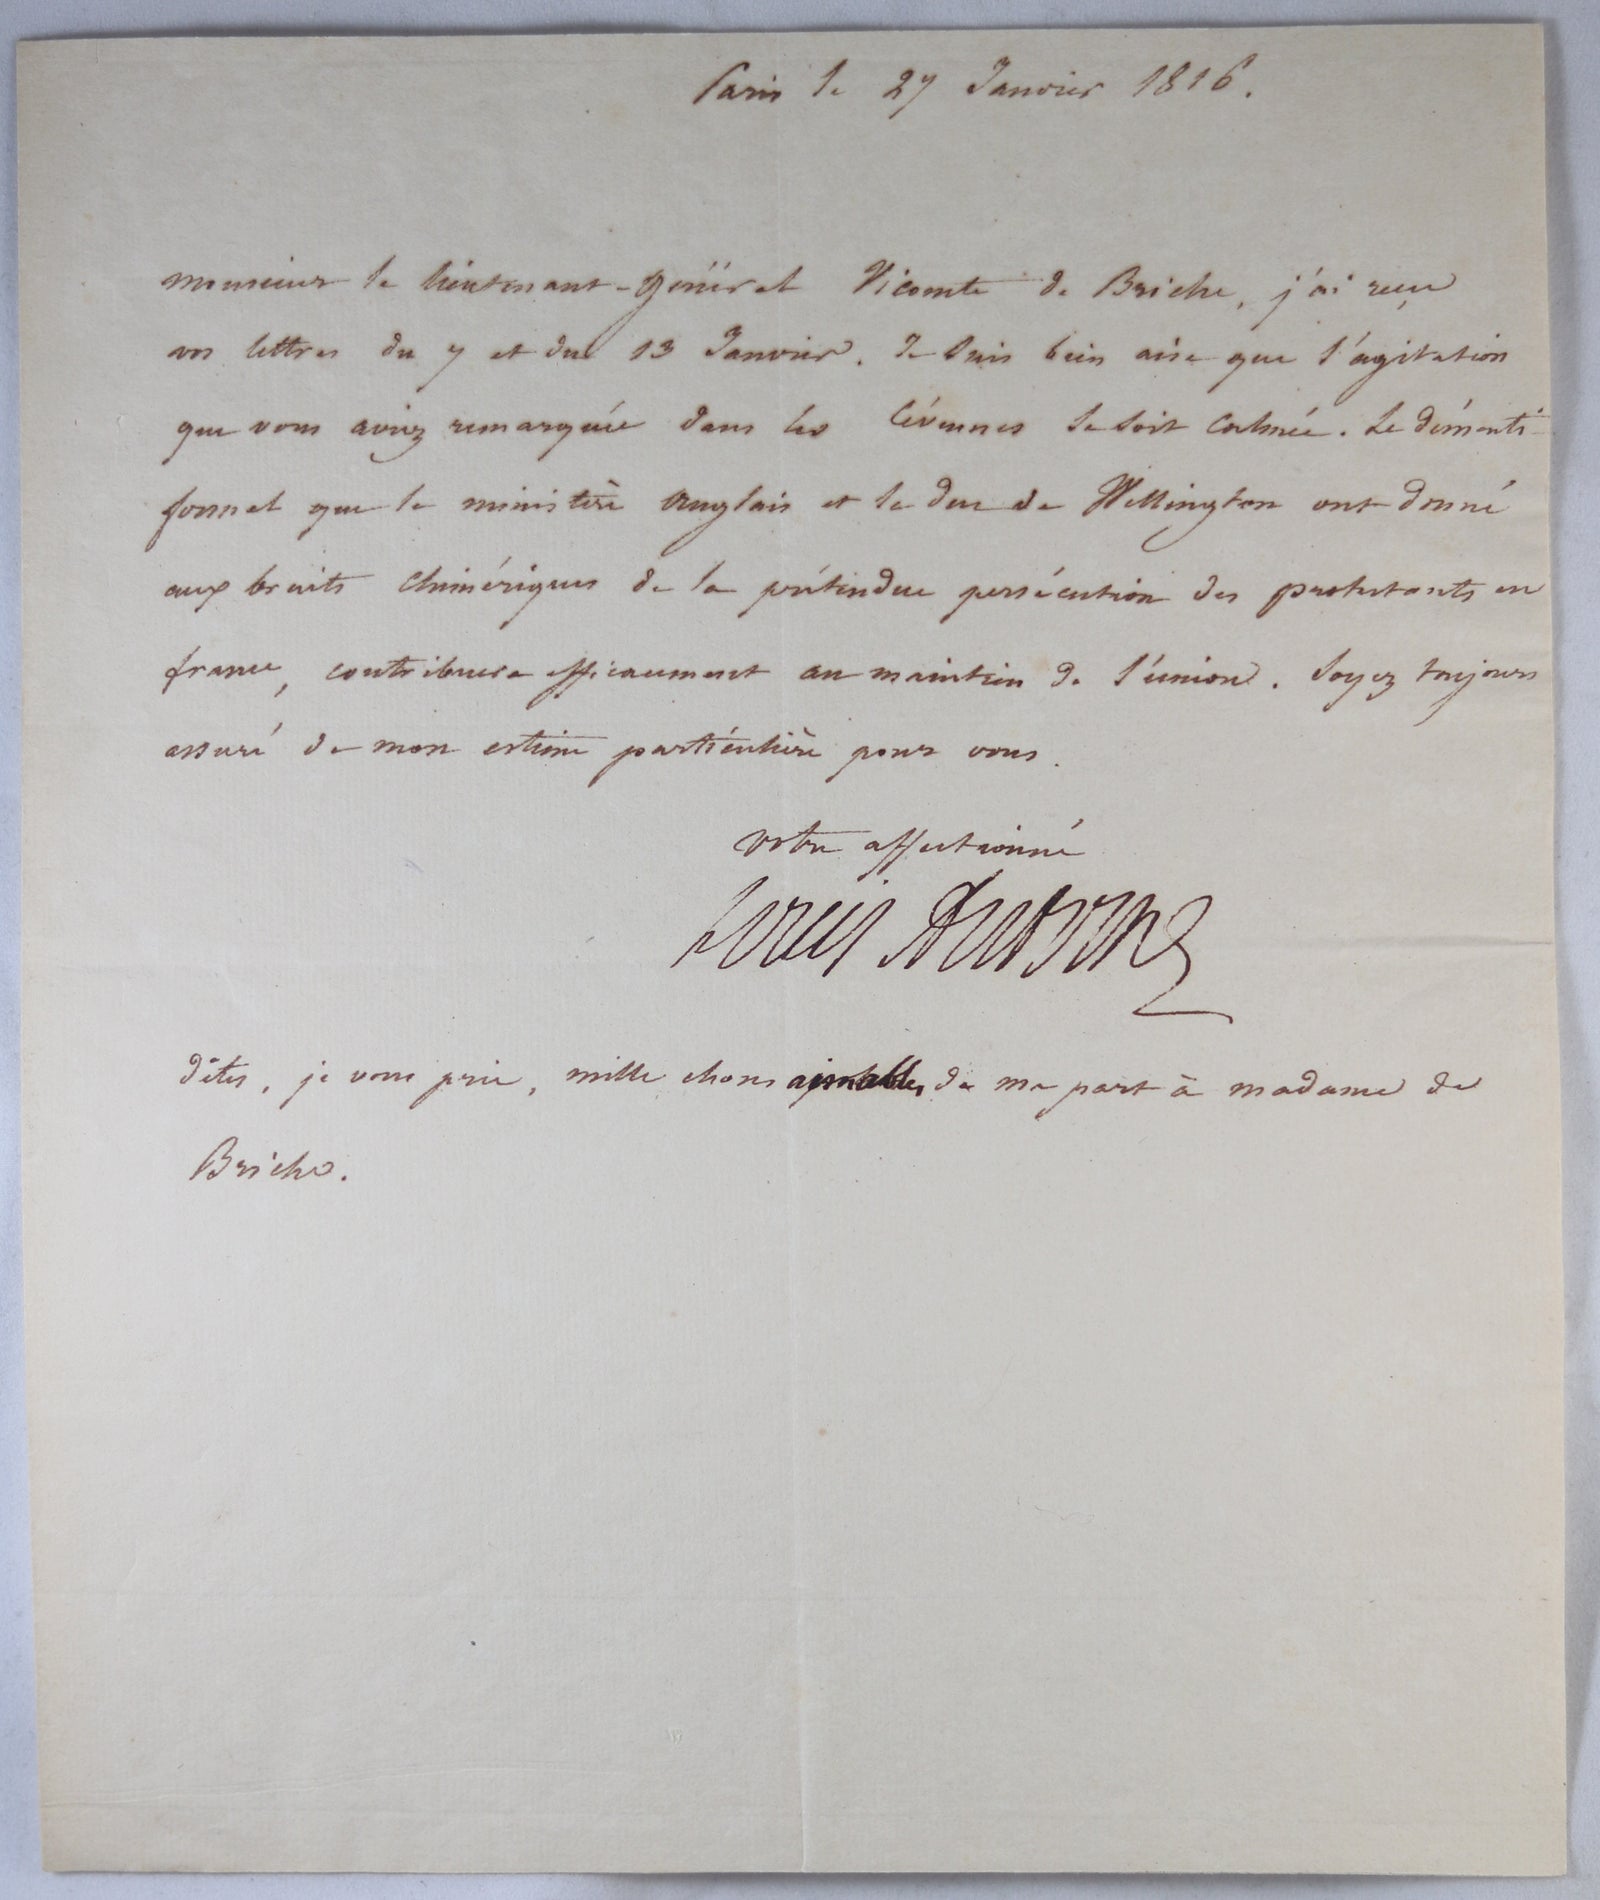 Paris le 27 Janvier 1816.
monsieur le lieutenant-général Vicomte de Briche, j'ai reçu
vos lettres du 7 et du 13 Janvier. Je suis bien aise que l'agitation
que vous aviez remarquée dans les Cévennes se soit calmée. Le démenti
formel que le ministère anglais et le duc de Wellington ont donné
aux bruits chimériques de la prétendue persécution des protestants en
france, contribuera efficacement au maintien de l'union. Soyez toujours
assuré de mon estime particulière pour vous.
votre affectionné
Louis Antoine
dites, je vous prie, mille choses aimables de ma part à madame de
Briche.